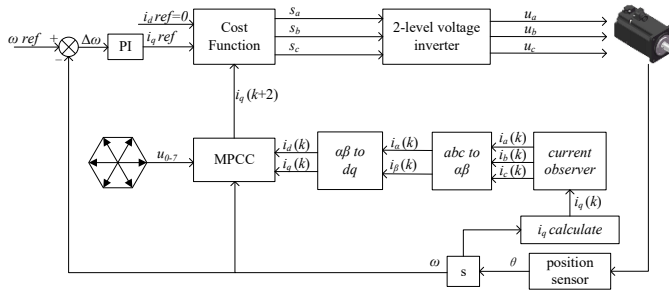 i_d ref=0
ω ref
+
−
Δω
PI
i_q ref
Cost
Function
s_a
s_b
s_c
2-level voltage
inverter
u_a
u_b
u_c
i_q(k+2)
u_0-7
MPCC
i_d(k)
i_q(k)
αβ to
dq
i_α(k)
i_β(k)
abc to
αβ
i_a(k)
i_b(k)
i_c(k)
current
observer
i_q(k)
i_q calculate
ω
s
θ
position
sensor